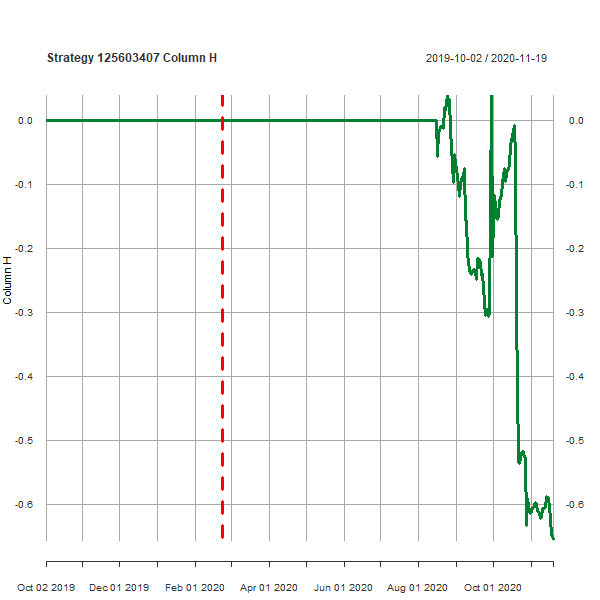 Strategy 125603407 Column H
2019-10-02 / 2020-11-19
0.0 0.0
-0.1 -0.1
-0.2 -0.2
-0.3 -0.3
-0.4 -0.4
-0.5 -0.5
-0.6 -0.6
Column H
Oct 02 2019 Dec 01 2019 Feb 01 2020 Apr 01 2020 Jun 01 2020 Aug 01 2020 Oct 01 2020